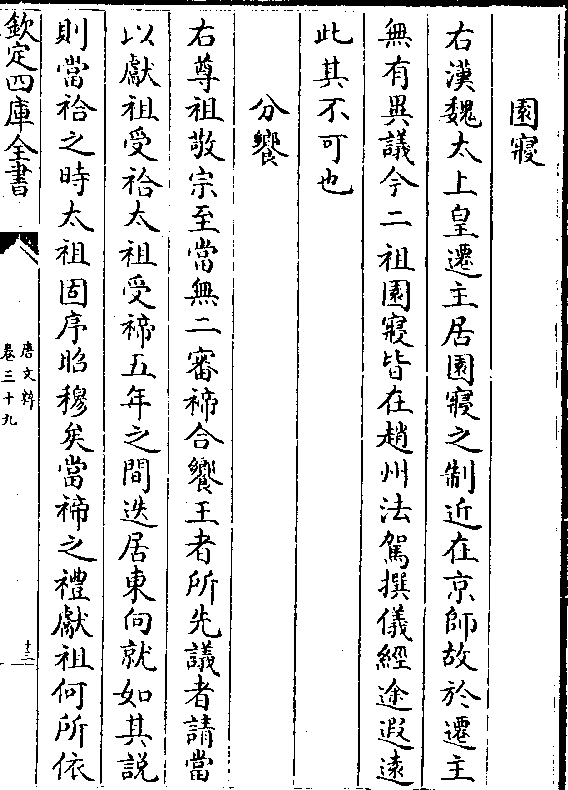 園寢
右漢魏太上皇遷主居園寢之制近在京師故於遷主
無有異議今二祖園寢皆在趙州法駕撰儀經途遐逺
此其不可也
分饗
右尊祖敬宗至當無二審禘合饗王者所先議者請當
以獻祖受祫太祖受禘五年之間迭居東向就如其説
則當祫之時太祖固序昭穆矣當禘之禮獻祖何所依
欽定四庫全書
唐文粹
卷三十九
十三